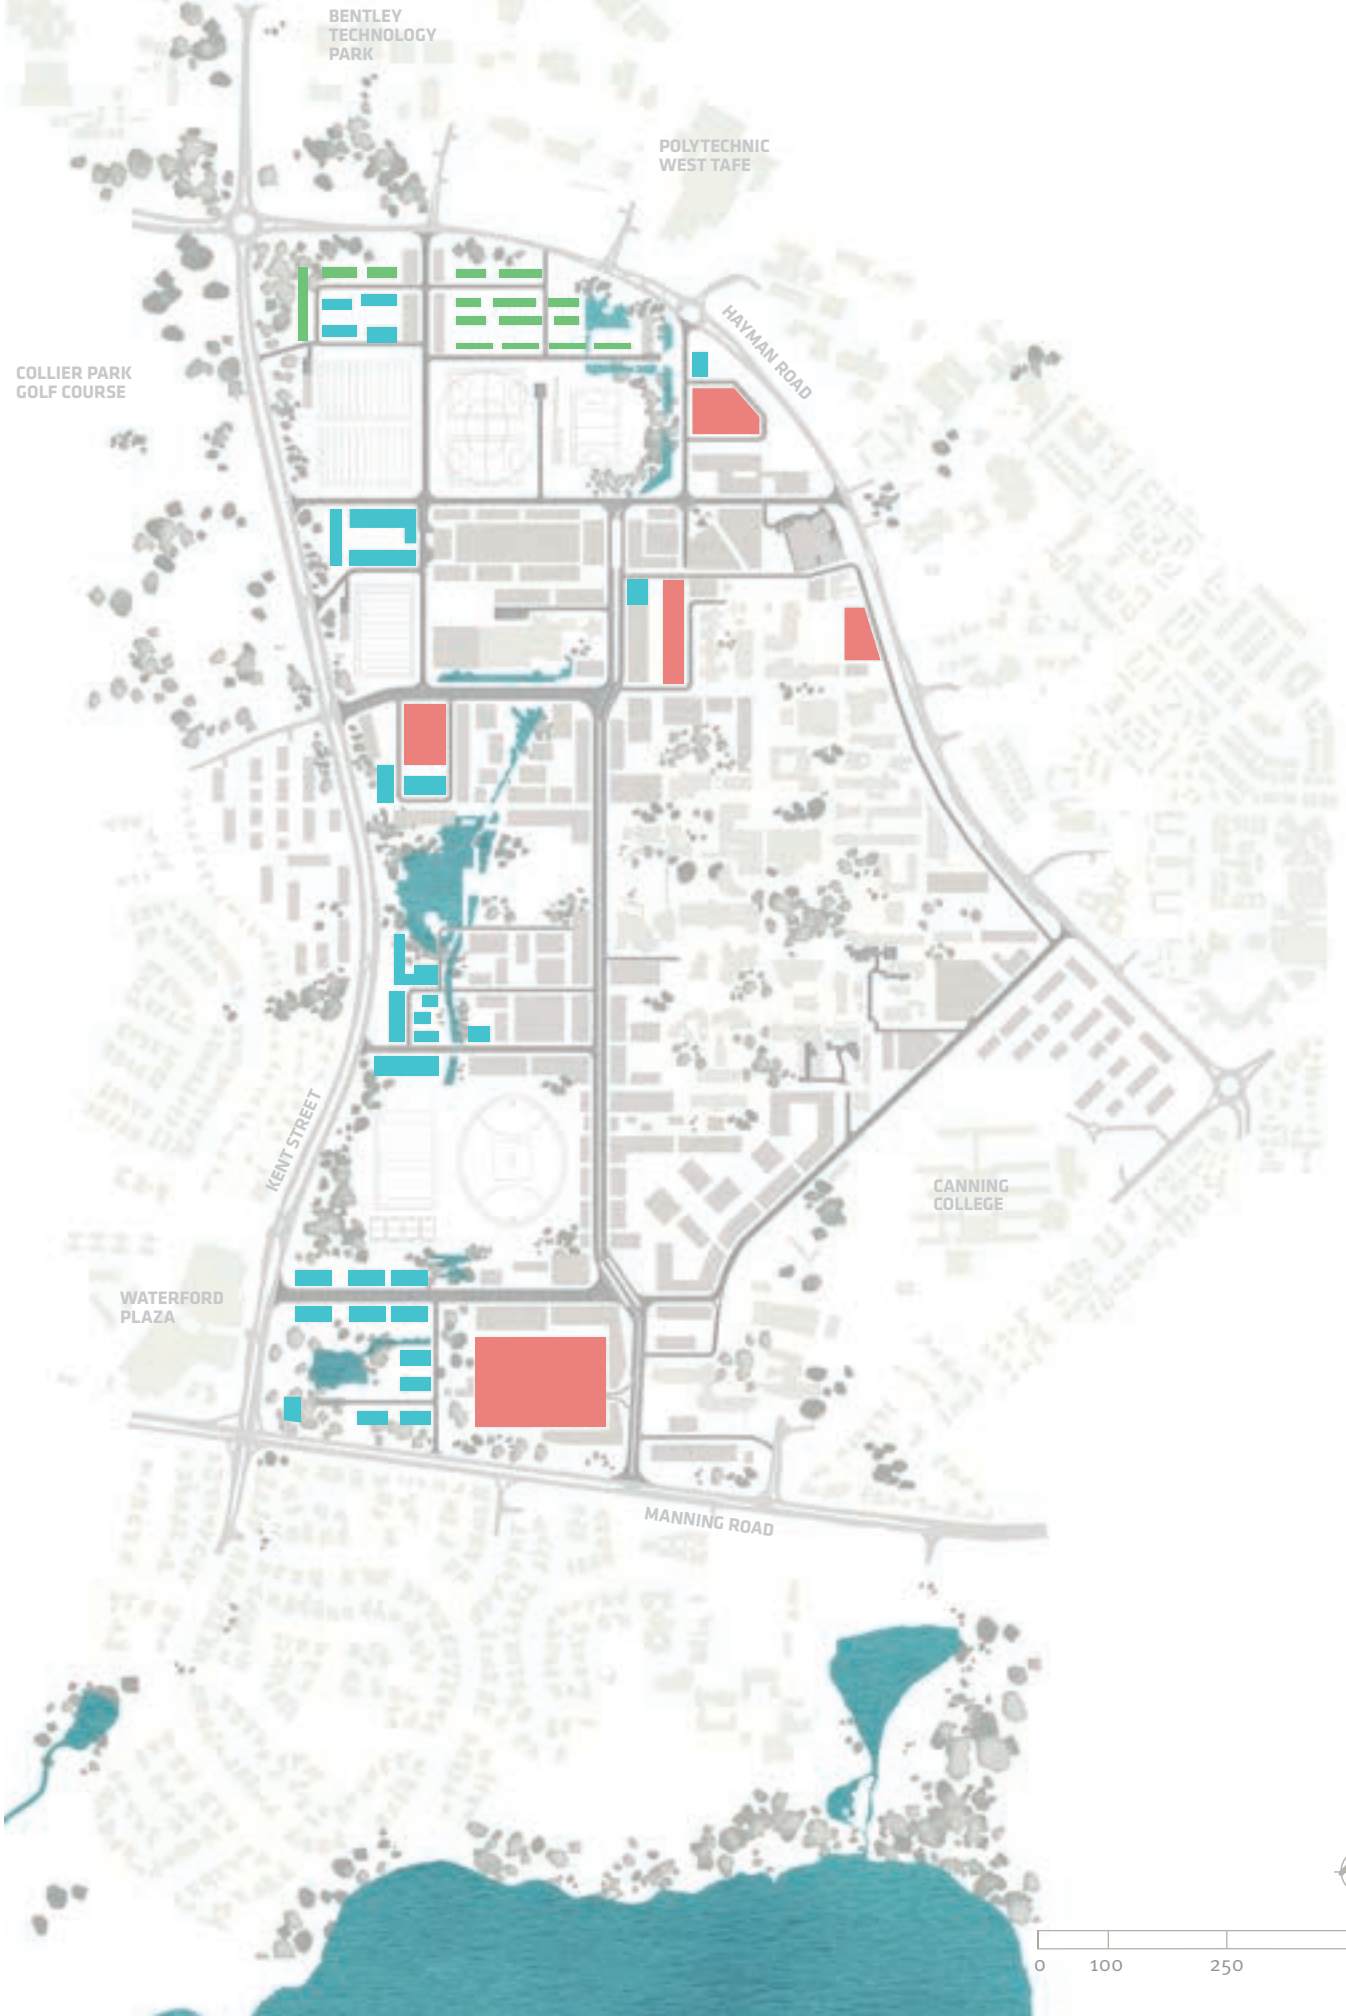 BENTLEY
TECHNOLOGY
PARK
POLYTECHNIC
WEST TAFE
HAYMAN ROAD
COLLIER PARK
GOLF COURSE
KENT STREET
CANNING
COLLEGE
WATERFORD
PLAZA
MANNING ROAD
0 100 250